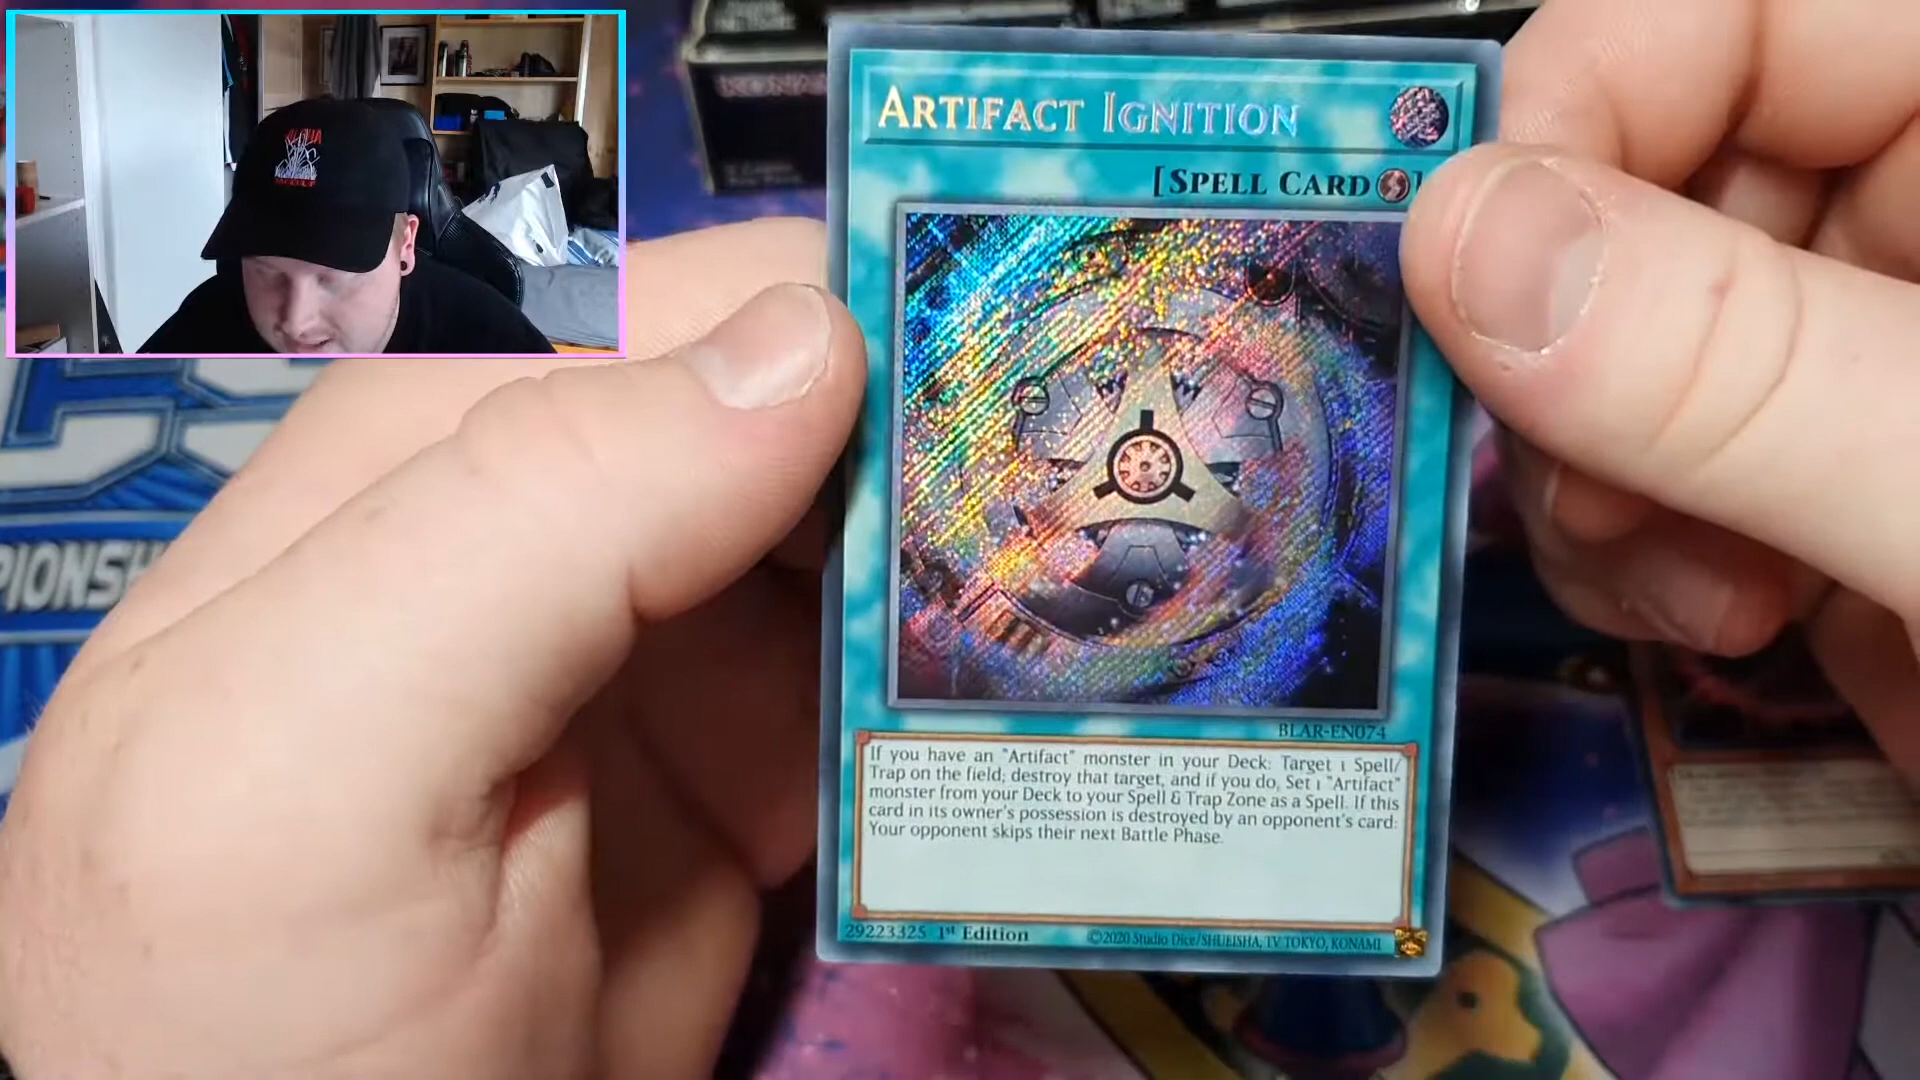 KONA
ARTIFACT IGNITION
[SPELL CARD ]
PIONSH
BLAR-EN074
If you have an "Artifact" monster in your Deck: Target 1 Spell/
Trap on the field; destroy that target, and if you do, Set 1 "Artifact"
monster from your Deck to your Spell & Trap Zone as a Spell. If this
card in its owner's possession is destroyed by an opponent's card:
Your opponent skips their next Battle Phase.
29223325 1st Edition
©2020 Studio Dice/SHUEISHA, TV TOKYO, KONAMI